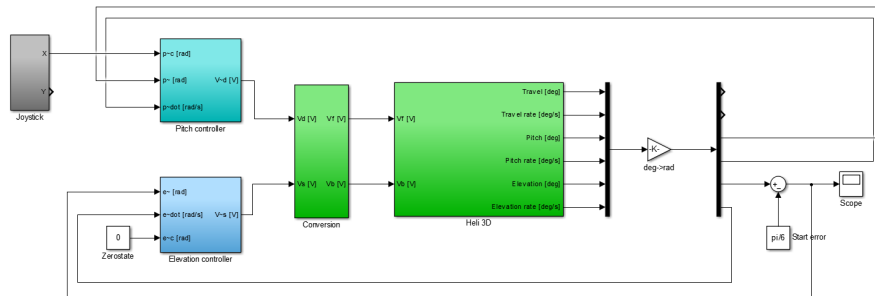 X
Y
Joystick
p~c [rad]
p~ [rad]
p~dot [rad/s]
V~d [V]
Pitch controller
e~ [rad]
e~dot [rad/s]
e~c [rad]
V~s [V]
Elevation controller
0
Zerostate
Vd [V]
Vs [V]
Vf [V]
Vb [V]
Conversion
Vf [V]
Vb [V]
Travel [deg]
Travel rate [deg/s]
Pitch [deg]
Pitch rate [deg/s]
Elevation [deg]
Elevation rate [deg/s]
Heli 3D
-K-
deg->rad
+
_
pi/6
Start error
Scope